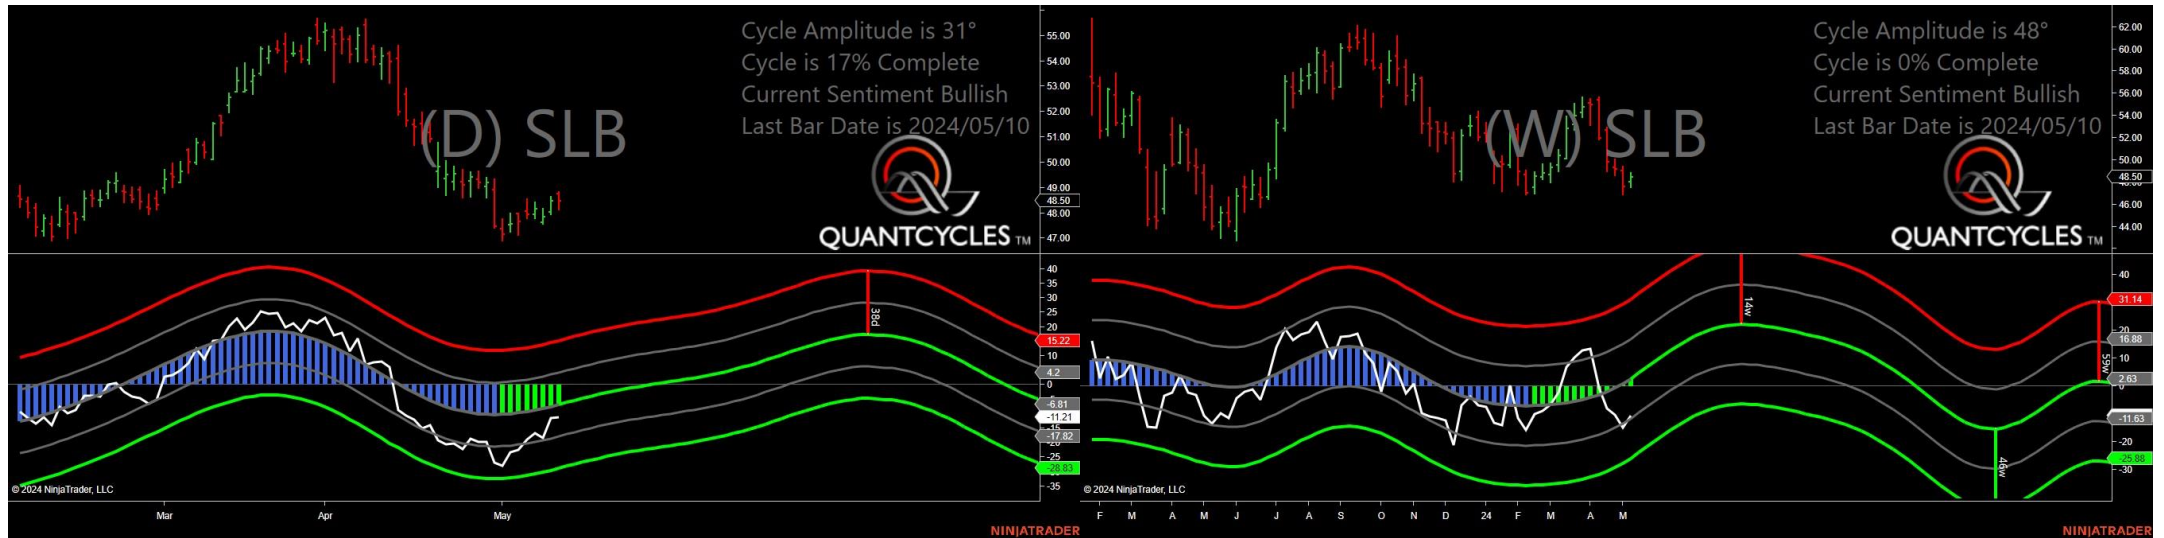 Cycle Amplitude is 31°
Cycle is 17% Complete
Current Sentiment Bullish
Last Bar Date is 2024/05/10
(D) SLB
QUANTCYCLES TM
55.00
54.00
53.00
52.00
51.00
50.00
49.00
48.50
48.00
47.00
38d
40
35
30
25
20
15.22
10
4.2
0
-6.81
-11.21
-15
-17.82
-20
-25
-28.83
-35
© 2024 NinjaTrader, LLC
Mar
Apr
May
NINJATRADER
Cycle Amplitude is 48°
Cycle is 0% Complete
Current Sentiment Bullish
Last Bar Date is 2024/05/10
(W) SLB
QUANTCYCLES TM
62.00
60.00
58.00
56.00
54.00
52.00
50.00
48.50
46.00
44.00
14w
59w
46w
40
31.14
20
16.88
10
2.63
-11.63
-20
-25.88
-30
© 2024 NinjaTrader, LLC
F M A M J J A S O N D 24 F M A M
NINJATRADER